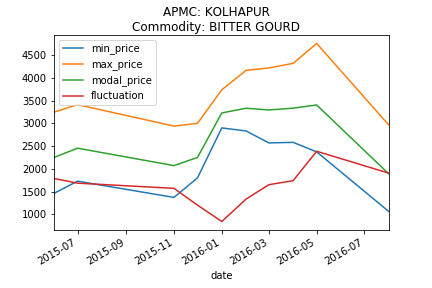 APMC: KOLHAPUR
Commodity: BITTER GOURD
min_price
max_price
modal_price
fluctuation
4500
4000
3500
3000
2500
2000
1500
1000
2015-07
2015-09
2015-11
2016-01
2016-03
2016-05
2016-07
date